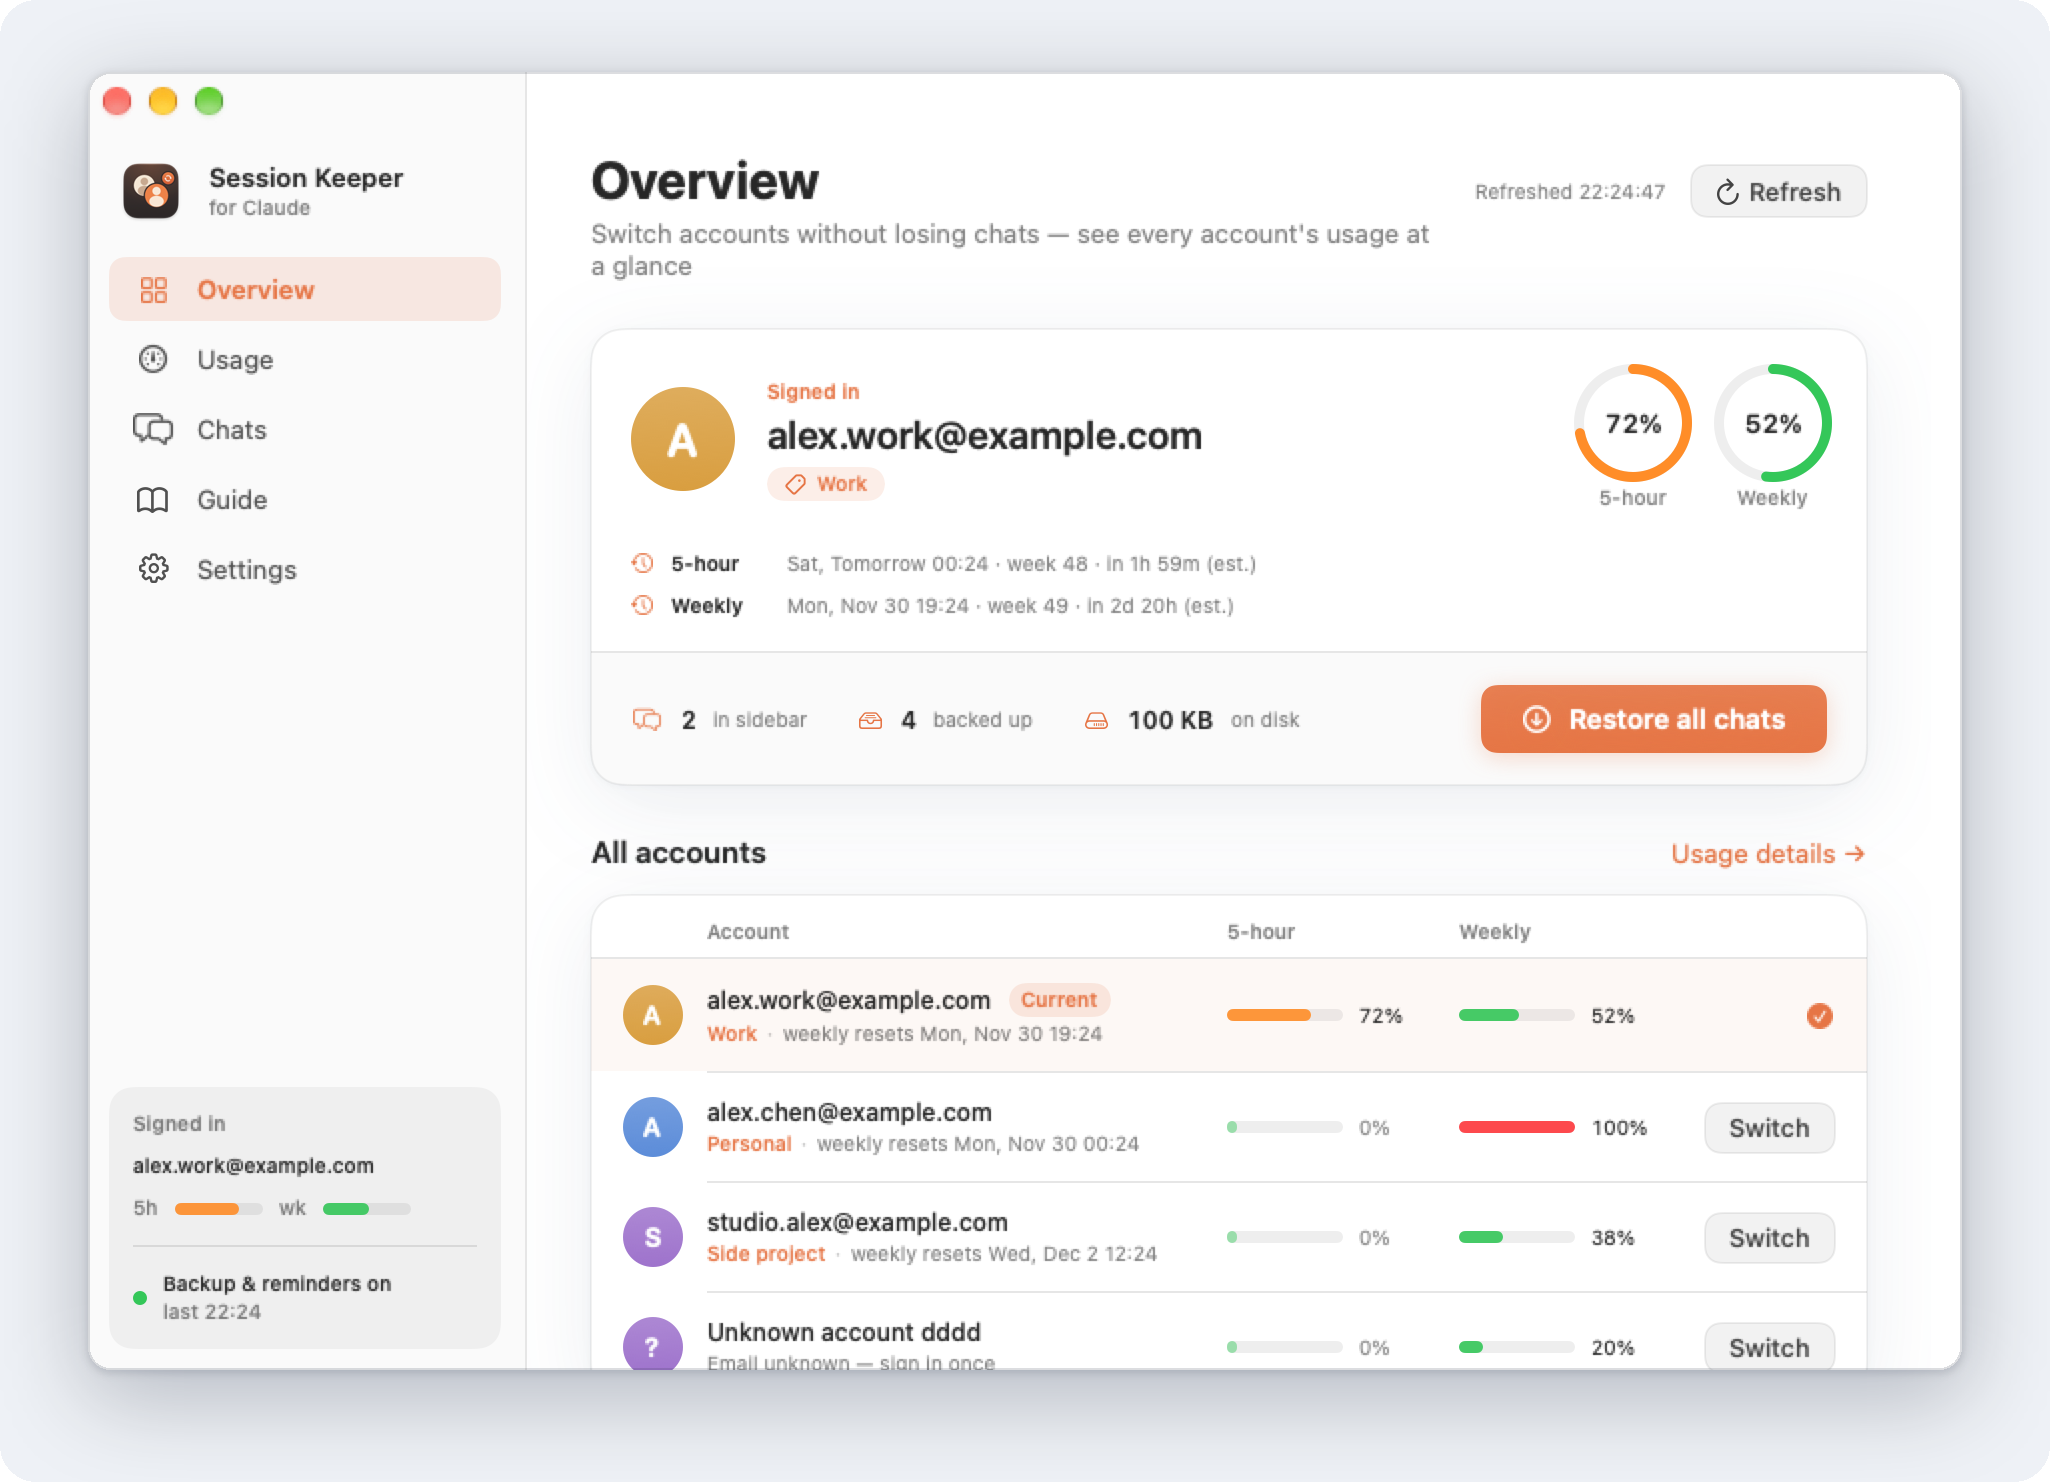 Session Keeper
for Claude
Overview
Usage
Chats
Guide
Settings
Signed in
alex.work@example.com
5h wk
Backup & reminders on
last 22:24
Overview
Refreshed 22:24:47
Refresh
Switch accounts without losing chats — see every account's usage at
a glance
A
Signed in
alex.work@example.com
Work
72%
5-hour
52%
Weekly
5-hour Sat, Tomorrow 00:24 · week 48 · in 1h 59m (est.)
Weekly Mon, Nov 30 19:24 · week 49 · in 2d 20h (est.)
2 in sidebar 4 backed up 100 KB on disk
Restore all chats
All accounts
Usage details →
Account 5-hour Weekly
A
alex.work@example.com Current
Work · weekly resets Mon, Nov 30 19:24
72% 52%
A
alex.chen@example.com
Personal · weekly resets Mon, Nov 30 00:24
0% 100% Switch
S
studio.alex@example.com
Side project · weekly resets Wed, Dec 2 12:24
0% 38% Switch
?
Unknown account dddd
Email unknown — sign in once
0% 20% Switch